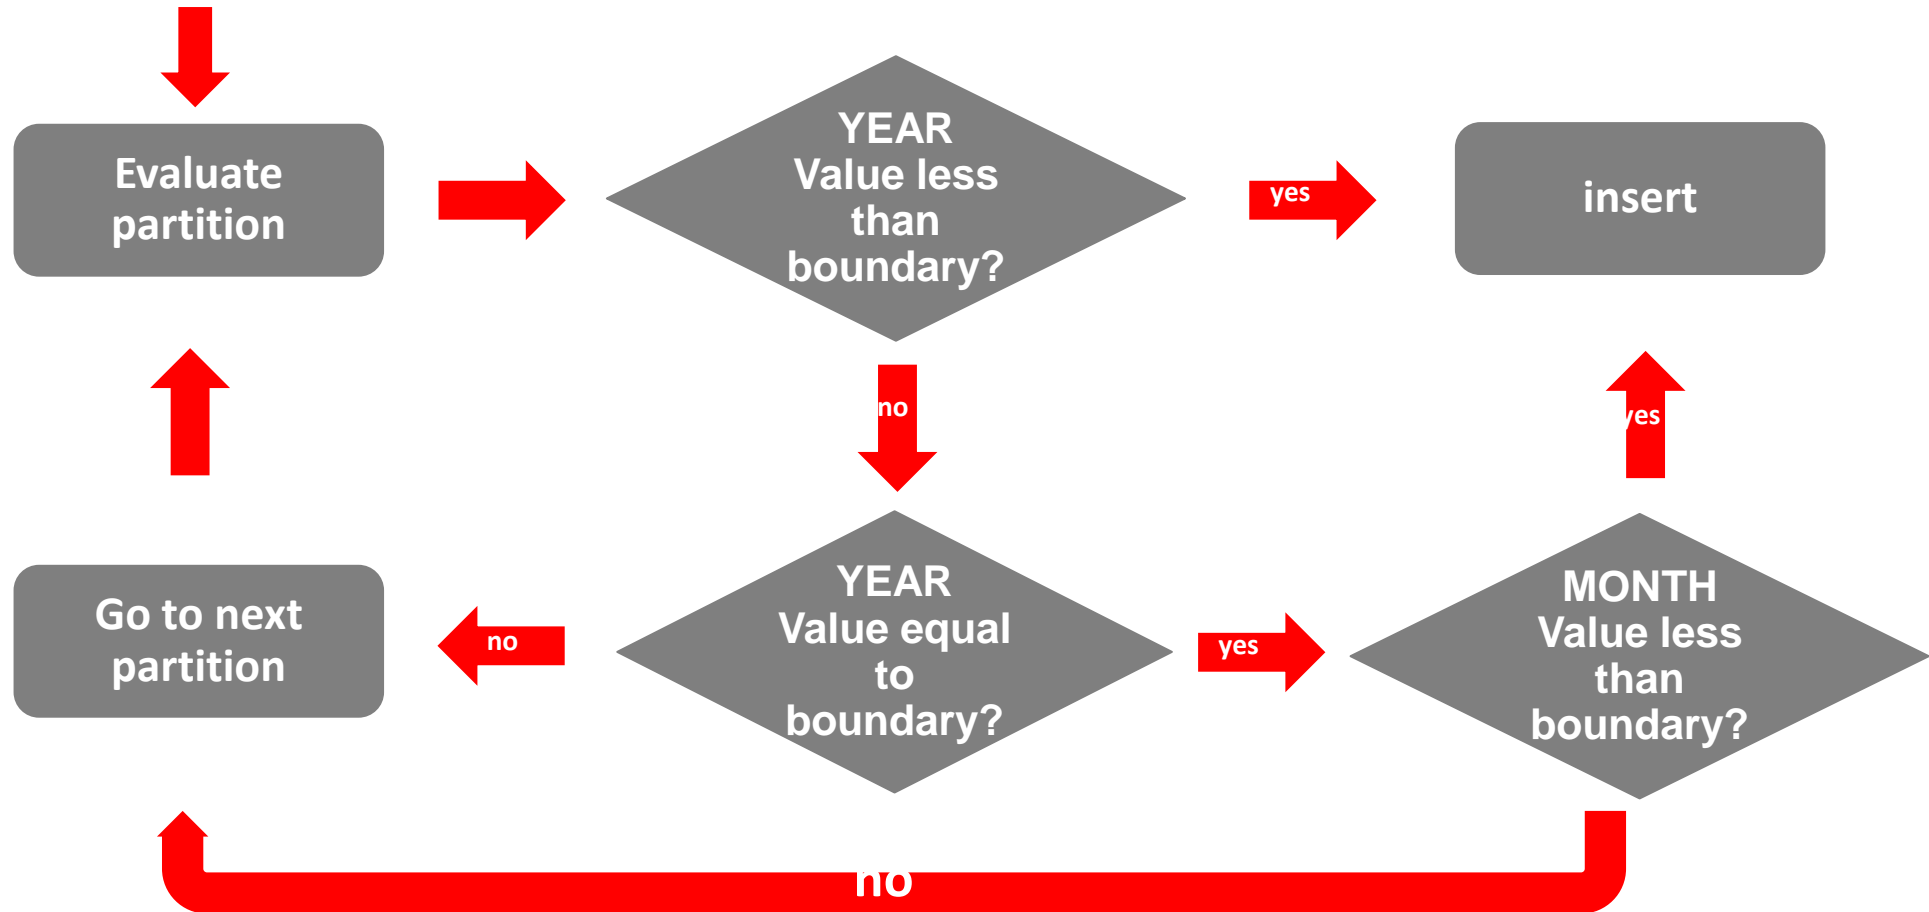 Evaluate
partition
YEAR
Value less
than
boundary?
yes
insert
no
yes
Go to next
partition
no
YEAR
Value equal
to
boundary?
yes
MONTH
Value less
than
boundary?
no